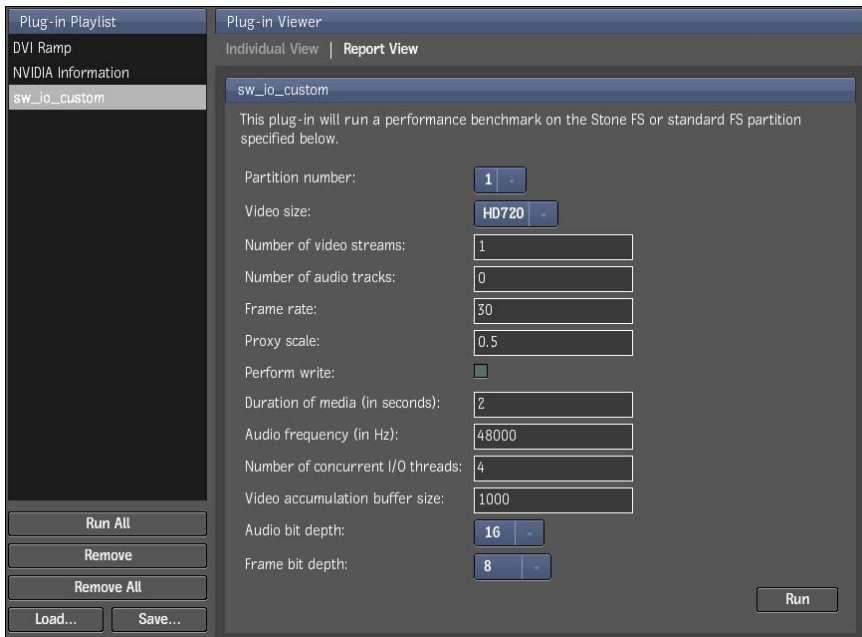 Plug-in Playlist
DVI Ramp
NVIDIA Information
sw_io_custom
Run All
Remove
Remove All
Load... Save...
Plug-in Viewer
Individual View | Report View
sw_io_custom
This plug-in will run a performance benchmark on the Stone FS or standard FS partition
specified below.
Partition number: 1
Video size: HD720
Number of video streams: 1
Number of audio tracks: 0
Frame rate: 30
Proxy scale: 0.5
Perform write:
Duration of media (in seconds): 2
Audio frequency (in Hz): 48000
Number of concurrent I/O threads: 4
Video accumulation buffer size: 1000
Audio bit depth: 16
Frame bit depth: 8
Run